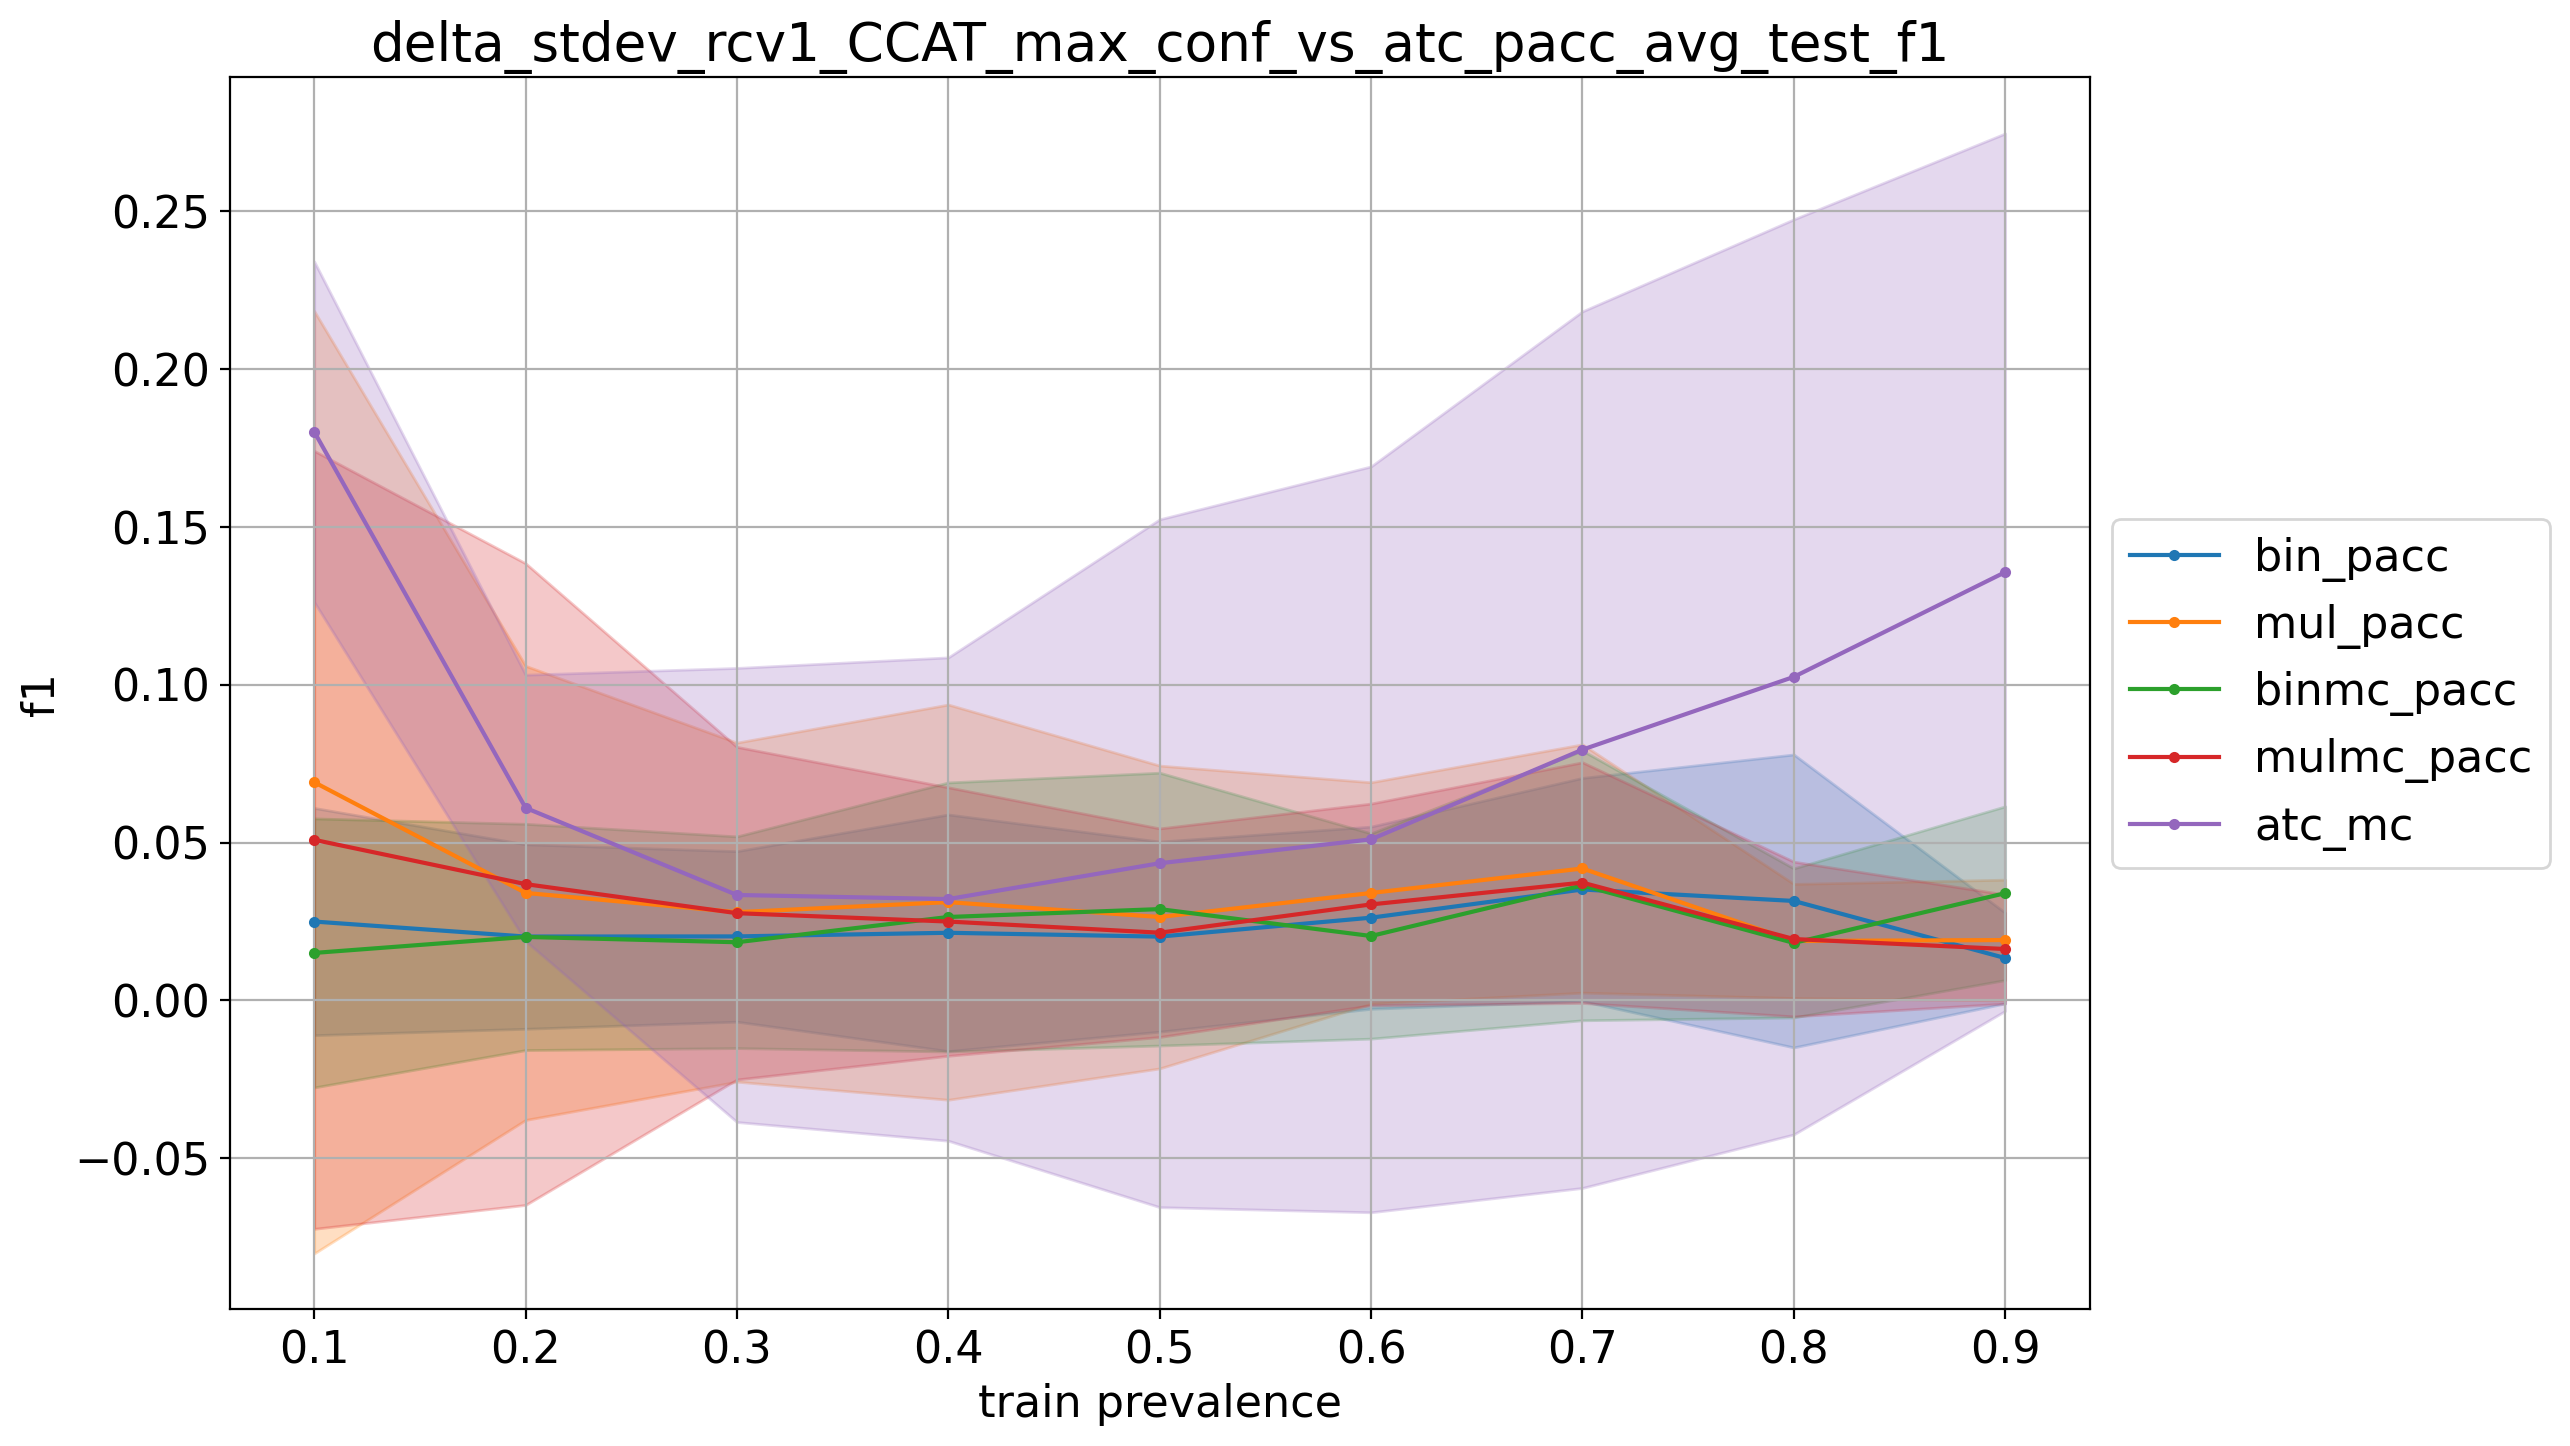 delta_stdev_rcv1_CCAT_max_conf_vs_atc_pacc_avg_test_f1
0.25
0.20
0.15
0.10
0.05
0.00
−0.05
f1
0.1 0.2 0.3 0.4 0.5 0.6 0.7 0.8 0.9
train prevalence
bin_pacc
mul_pacc
binmc_pacc
mulmc_pacc
atc_mc